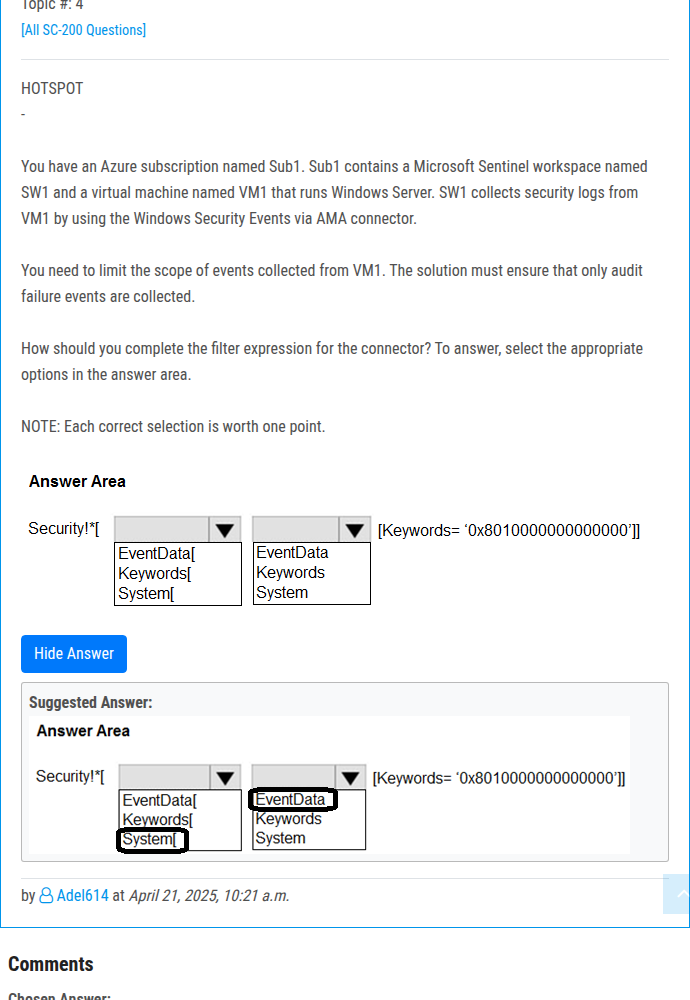 Topic #: 4
[All SC-200 Questions]
HOTSPOT
-
You have an Azure subscription named Sub1. Sub1 contains a Microsoft Sentinel workspace named
SW1 and a virtual machine named VM1 that runs Windows Server. SW1 collects security logs from
VM1 by using the Windows Security Events via AMA connector.
You need to limit the scope of events collected from VM1. The solution must ensure that only audit
failure events are collected.
How should you complete the filter expression for the connector? To answer, select the appropriate
options in the answer area.
NOTE: Each correct selection is worth one point.
Answer Area
Security!*[ [Keywords= ‘0x8010000000000000’]]
EventData[ EventData
Keywords[ Keywords
System[ System
Hide Answer
Suggested Answer:
Answer Area
Security!*[ [Keywords= ‘0x8010000000000000’]]
EventData[ EventData
Keywords[ Keywords
System[ System
by Adel614 at April 21, 2025, 10:21 a.m.
Comments
Chosen Answer: